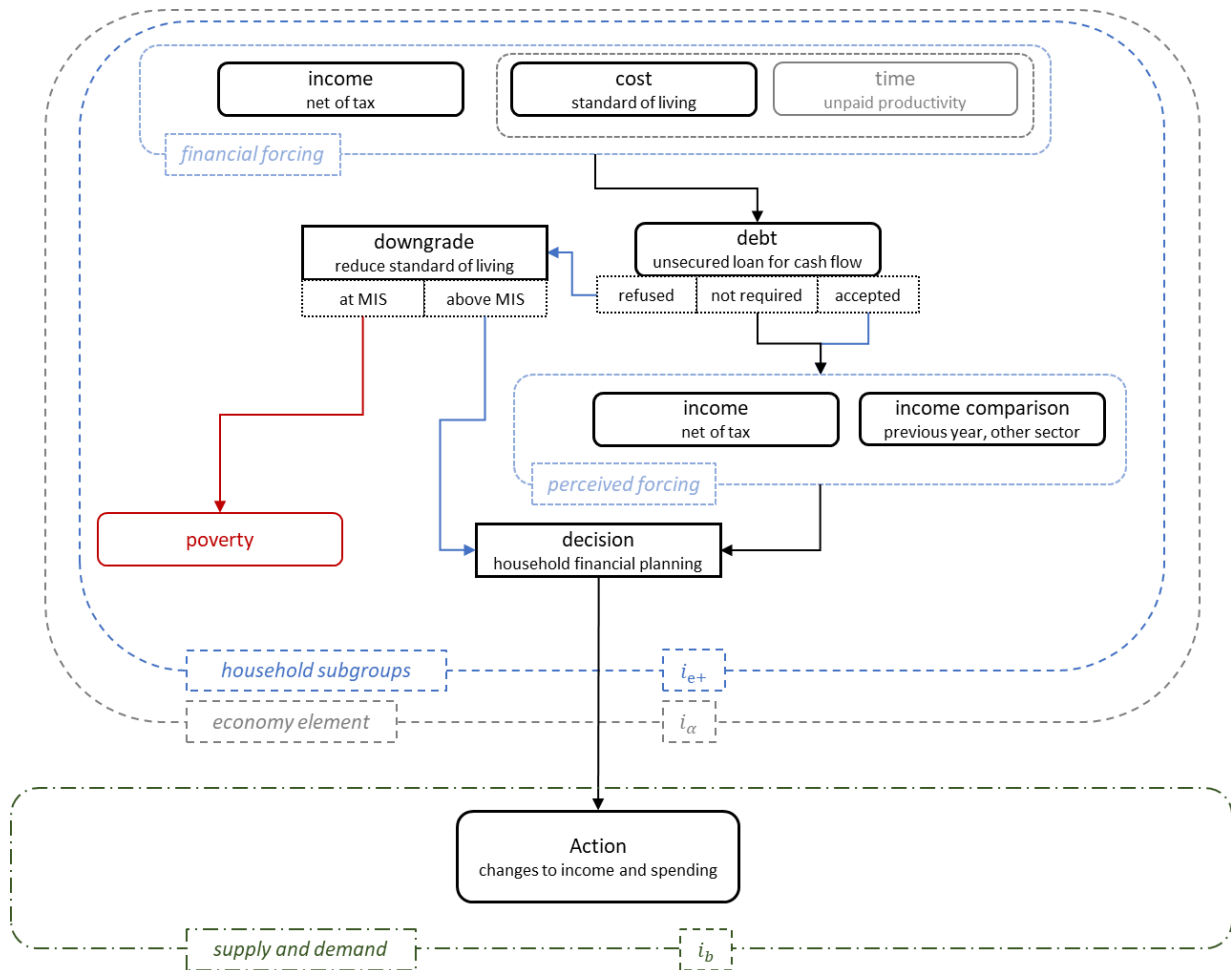 income
net of tax
cost
standard of living
time
unpaid productivity
financial forcing
downgrade
reduce standard of living
at MIS
above MIS
debt
unsecured loan for cash flow
refused
not required
accepted
income
net of tax
income comparison
previous year, other sector
perceived forcing
poverty
decision
household financial planning
household subgroups
i_{e+}
economy element
i_α
Action
changes to income and spending
supply and demand
i_b